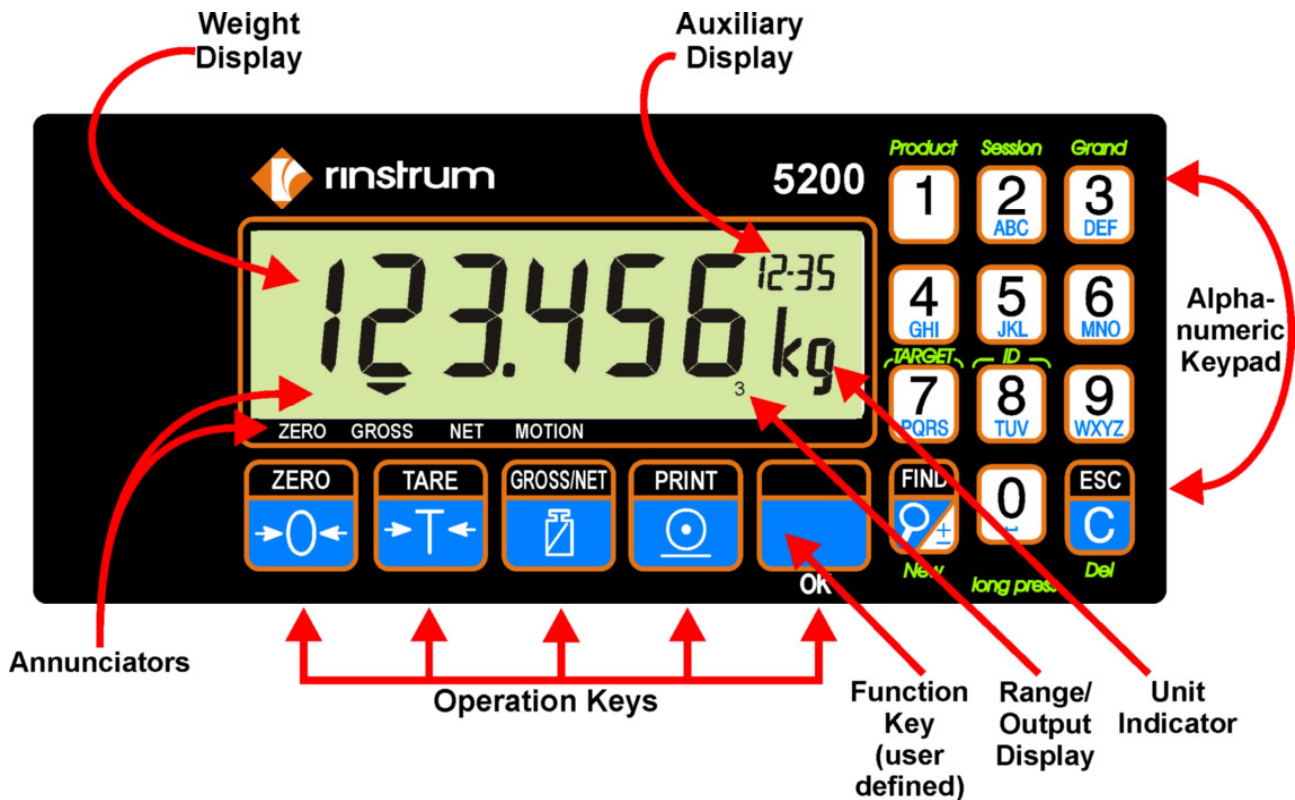 Weight
Display
Auxiliary
Display
rinstrum
5200
123.456
12-35
kg
3
ZERO GROSS NET MOTION
ZERO TARE GROSS/NET PRINT
→0← →T←
OK
Product Session Grand
1 2 3
ABC DEF
4 5 6
GHI JKL MNO
TARGET ID
7 8 9
PQRS TUV WXYZ
FIND 0 ESC
± C
New long press Del
Alpha-
numeric
Keypad
Annunciators
Operation Keys
Function
Key
(user
defined)
Range/
Output
Display
Unit
Indicator